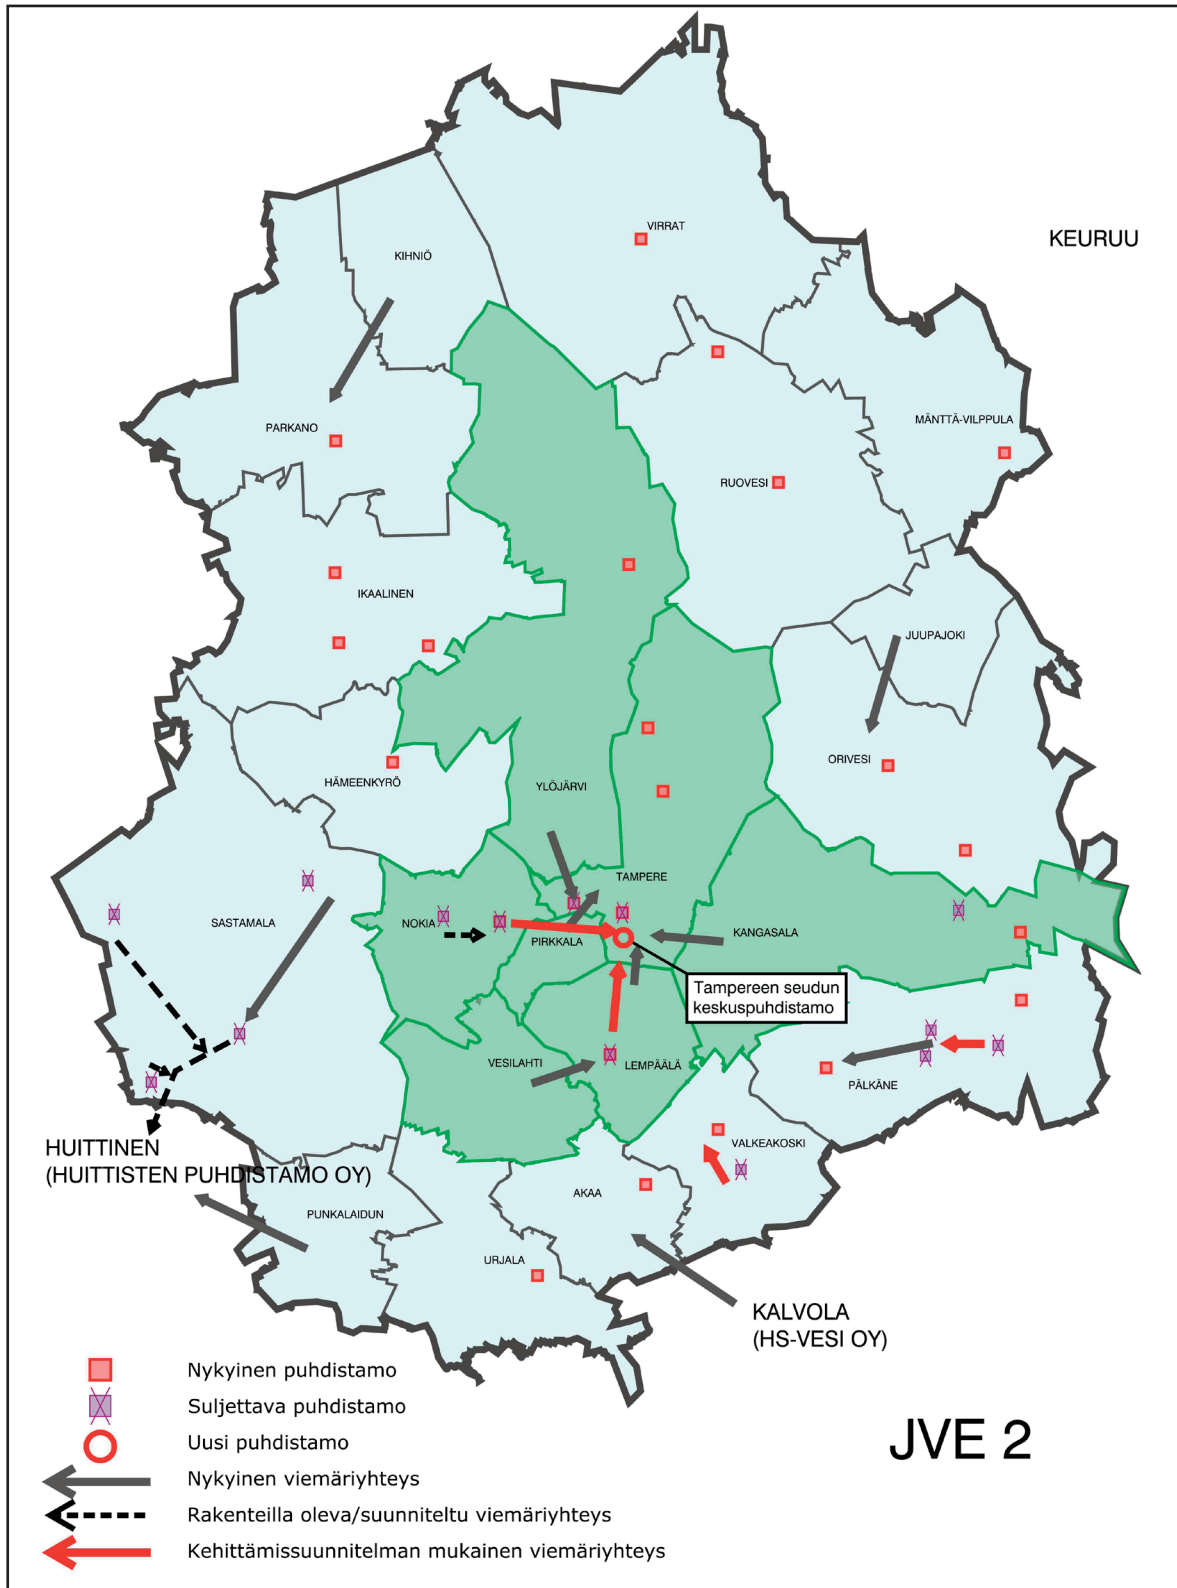 VIRRAT
KEURUU
KIHNIÖ
MÄNTTÄ-VILPPULA
PARKANO
RUOVESI
IKAALINEN
JUUPAJOKI
ORIVESI
HÄMEENKYRÖ
YLÖJÄRVI
TAMPERE
SASTAMALA
NOKIA
KANGASALA
PIRKKALA
Tampereen seudun
keskuspuhdistamo
VESILAHTI
LEMPÄÄLÄ
PÄLKÄNE
HUITTINEN
(HUITTISTEN PUHDISTAMO OY)
VALKEAKOSKI
AKAA
PUNKALAIDUN
URJALA
KALVOLA
(HS-VESI OY)
Nykyinen puhdistamo
Suljettava puhdistamo
Uusi puhdistamo
Nykyinen viemäriyhteys
Rakenteilla oleva/suunniteltu viemäriyhteys
Kehittämissuunnitelman mukainen viemäriyhteys
JVE 2